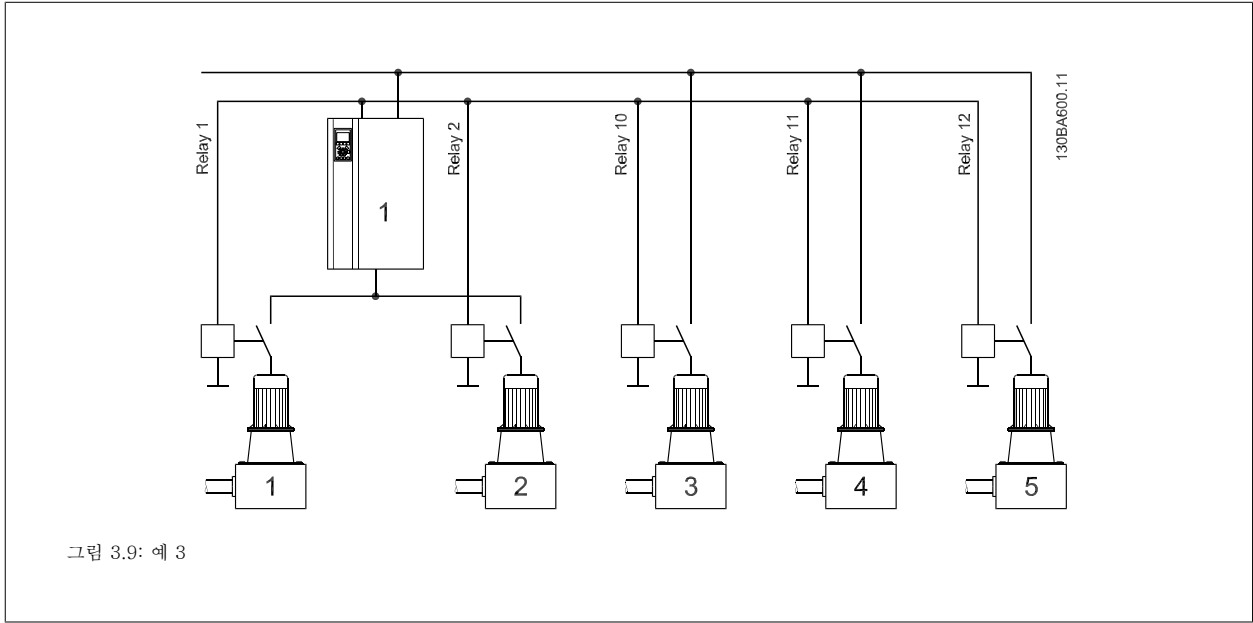 130BA600.11
Relay 1
Relay 2
Relay 10
Relay 11
Relay 12
1
1
2
3
4
5
그림 3.9: 예 3